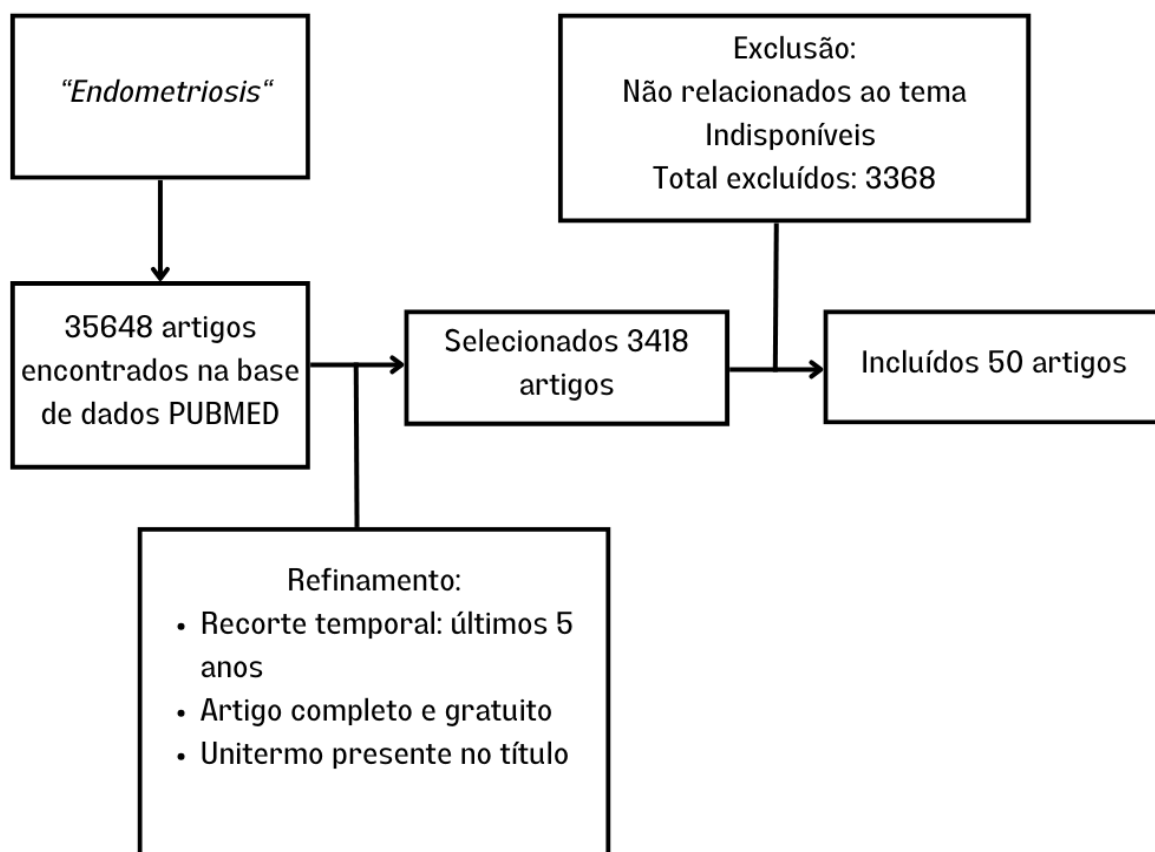 “Endometriosis“
35648 artigos
encontrados na base
de dados PUBMED
Refinamento:
• Recorte temporal: últimos 5
anos
• Artigo completo e gratuito
• Unitermo presente no título
Selecionados 3418
artigos
Exclusão:
Não relacionados ao tema
Indisponíveis
Total excluídos: 3368
Incluídos 50 artigos